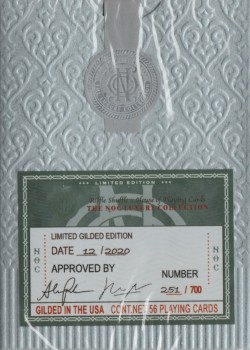 LIMITED EDITION
THE NOC LUXURY COLLECTION
LIMITED GILDED EDITION
DATE 12/2020
APPROVED BY
NUMBER
251/700
NOC
NOC
GILDED IN THE USA CONT.NET 56 PLAYING CARDS